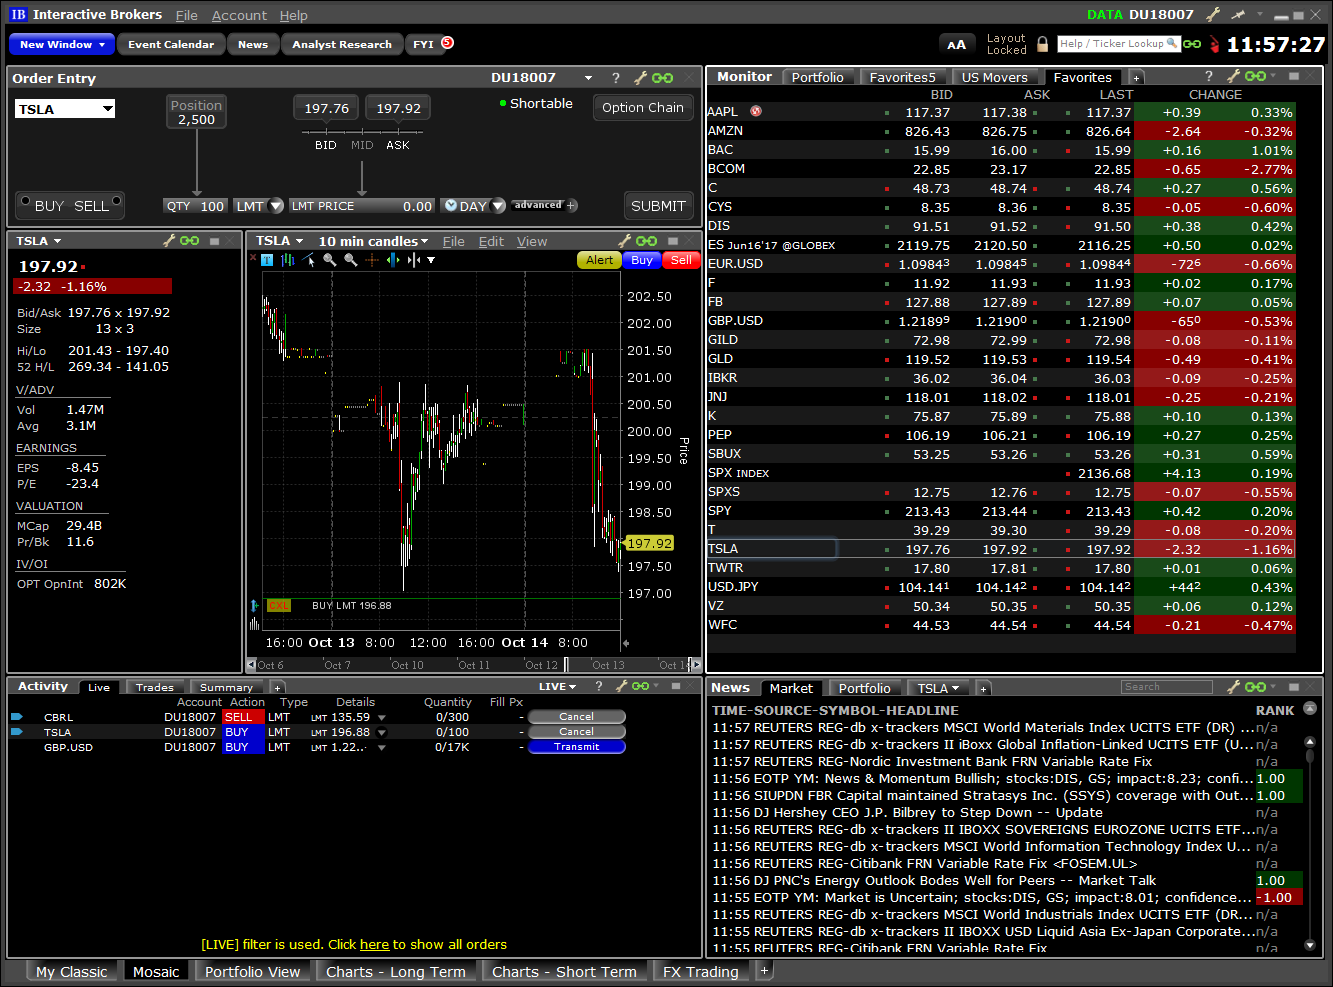 IB Interactive Brokers File Account Help DATA DU18007
New Window Event Calendar News Analyst Research FYI 5 AA Layout Locked Help / Ticker Lookup 11:57:27
Order Entry DU18007 ?
TSLA Position 2,500 197.76 197.92 Shortable Option Chain
BID MID ASK
BUY SELL QTY 100 LMT LMT PRICE 0.00 DAY advanced + SUBMIT
TSLA
197.92
-2.32 -1.16%
Bid/Ask 197.76 x 197.92
Size 13 x 3
Hi/Lo 201.43 - 197.40
52 H/L 269.34 - 141.05
V/ADV
Vol 1.47M
Avg 3.1M
EARNINGS
EPS -8.45
P/E -23.4
VALUATION
MCap 29.4B
Pr/Bk 11.6
IV/OI
OPT OpnInt 802K
TSLA 10 min candles File Edit View
T Alert Buy Sell
202.50
202.00
201.50
201.00
200.50
200.00
199.50
199.00
198.50
197.92
197.50
197.00
Price
CXL BUY LMT 196.88
16:00 Oct 13 8:00 12:00 16:00 Oct 14 8:00
Oct 6 Oct 7 Oct 10 Oct 11 Oct 12 Oct 13 Oct 1
Monitor Portfolio Favorites5 US Movers Favorites + ?
BID ASK LAST CHANGE
AAPL 117.37 117.38 117.37 +0.39 0.33%
AMZN 826.43 826.75 826.64 -2.64 -0.32%
BAC 15.99 16.00 15.99 +0.16 1.01%
BCOM 22.85 23.17 22.85 -0.65 -2.77%
C 48.73 48.74 48.74 +0.27 0.56%
CYS 8.35 8.36 8.35 -0.05 -0.60%
DIS 91.51 91.52 91.50 +0.38 0.42%
ES Jun16'17 @GLOBEX 2119.75 2120.50 2116.25 +0.50 0.02%
EUR.USD 1.09843 1.09845 1.09844 -726 -0.66%
F 11.92 11.93 11.93 +0.02 0.17%
FB 127.88 127.89 127.89 +0.07 0.05%
GBP.USD 1.21899 1.21900 1.21900 -650 -0.53%
GILD 72.98 72.99 72.98 -0.08 -0.11%
GLD 119.52 119.53 119.54 -0.49 -0.41%
IBKR 36.02 36.04 36.03 -0.09 -0.25%
JNJ 118.01 118.02 118.01 -0.25 -0.21%
K 75.87 75.89 75.88 +0.10 0.13%
PEP 106.19 106.21 106.19 +0.27 0.25%
SBUX 53.25 53.26 53.26 +0.31 0.59%
SPX INDEX 2136.68 +4.13 0.19%
SPXS 12.75 12.76 12.75 -0.07 -0.55%
SPY 213.43 213.44 213.43 +0.42 0.20%
T 39.29 39.30 39.29 -0.08 -0.20%
TSLA 197.76 197.92 197.92 -2.32 -1.16%
TWTR 17.80 17.81 17.80 +0.01 0.06%
USD.JPY 104.141 104.142 104.142 +442 0.43%
VZ 50.34 50.35 50.35 +0.06 0.12%
WFC 44.53 44.54 44.54 -0.21 -0.47%
Activity Live Trades Summary + LIVE ?
Account Action Type Details Quantity Fill Px
CBRL DU18007 SELL LMT LMT 135.59 0/300 - Cancel
TSLA DU18007 BUY LMT LMT 196.88 0/100 - Cancel
GBP.USD DU18007 BUY LMT LMT 1.22... 0/17K - Transmit
[LIVE] filter is used. Click here to show all orders
News Market Portfolio TSLA + Search
TIME-SOURCE-SYMBOL-HEADLINE RANK
11:57 REUTERS REG-db x-trackers MSCI World Materials Index UCITS ETF (DR) ... n/a
11:57 REUTERS REG-db x-trackers II iBoxx Global Inflation-Linked UCITS ETF (U... n/a
11:57 REUTERS REG-Nordic Investment Bank FRN Variable Rate Fix n/a
11:56 EOTP YM: News & Momentum Bullish; stocks:DIS, GS; impact:8.23; confi... 1.00
11:56 SIUPDN FBR Capital maintained Stratasys Inc. (SSYS) coverage with Out... 1.00
11:56 DJ Hershey CEO J.P. Bilbrey to Step Down -- Update n/a
11:56 REUTERS REG-db x-trackers II IBOXX SOVEREIGNS EUROZONE UCITS ETF... n/a
11:56 REUTERS REG-db x-trackers MSCI World Information Technology Index U... n/a
11:56 REUTERS REG-Citibank FRN Variable Rate Fix <FOSEM.UL> n/a
11:56 DJ PNC's Energy Outlook Bodes Well for Peers -- Market Talk 1.00
11:55 EOTP YM: Market is Uncertain; stocks:DIS, GS; impact:8.01; confidence... -1.00
11:55 REUTERS REG-db x-trackers MSCI World Industrials Index UCITS ETF (DR... n/a
11:55 REUTERS REG-db x-trackers II IBOXX USD Liquid Asia Ex-Japan Corporate... n/a
11:55 REUTERS REG-Citibank FRN Variable Rate Fix n/a
My Classic Mosaic Portfolio View Charts - Long Term Charts - Short Term FX Trading +